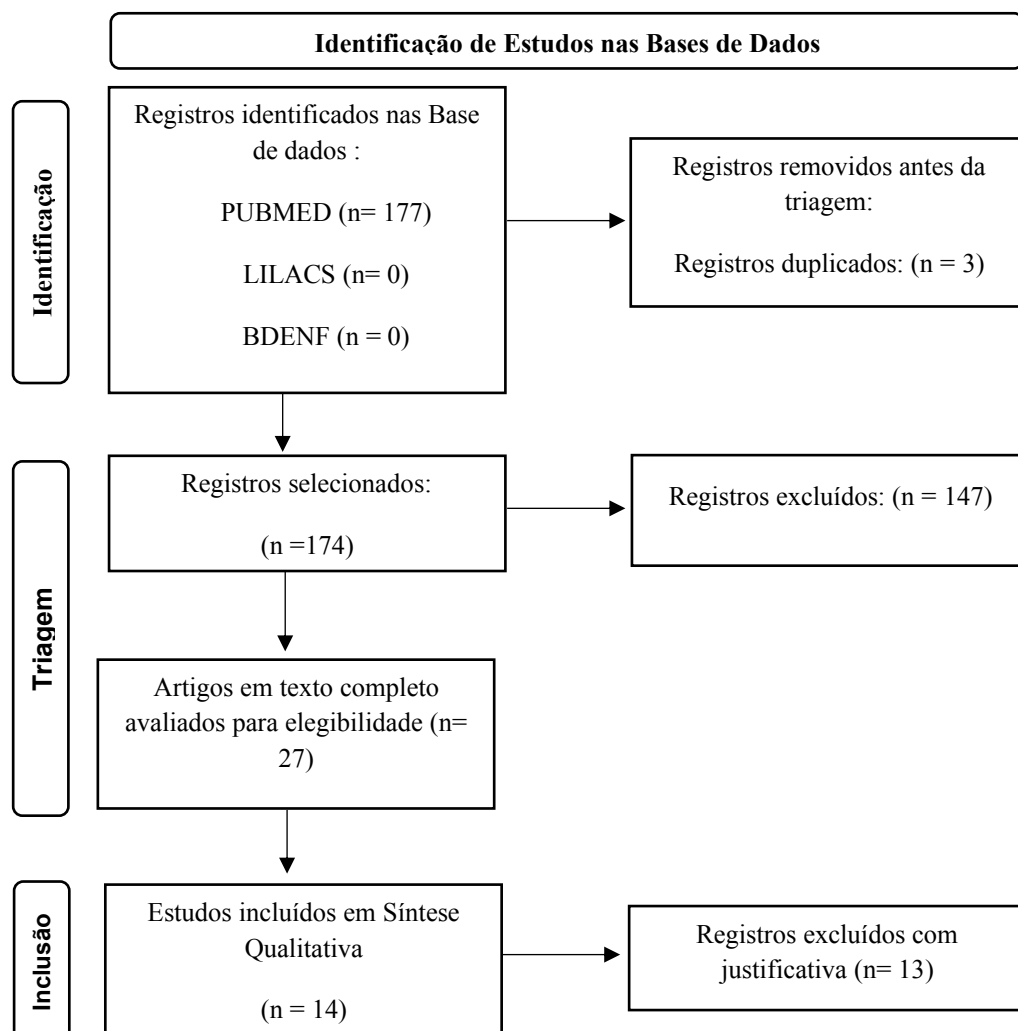 Identificação de Estudos nas Bases de Dados
Identificação
Registros identificados nas Base
de dados :
PUBMED (n= 177)
LILACS (n= 0)
BDENF (n = 0)
Registros removidos antes da
triagem:
Registros duplicados: (n = 3)
Triagem
Registros selecionados:
(n =174)
Registros excluídos: (n = 147)
Artigos em texto completo
avaliados para elegibilidade (n=
27)
Inclusão
Estudos incluídos em Síntese
Qualitativa
(n = 14)
Registros excluídos com
justificativa (n= 13)